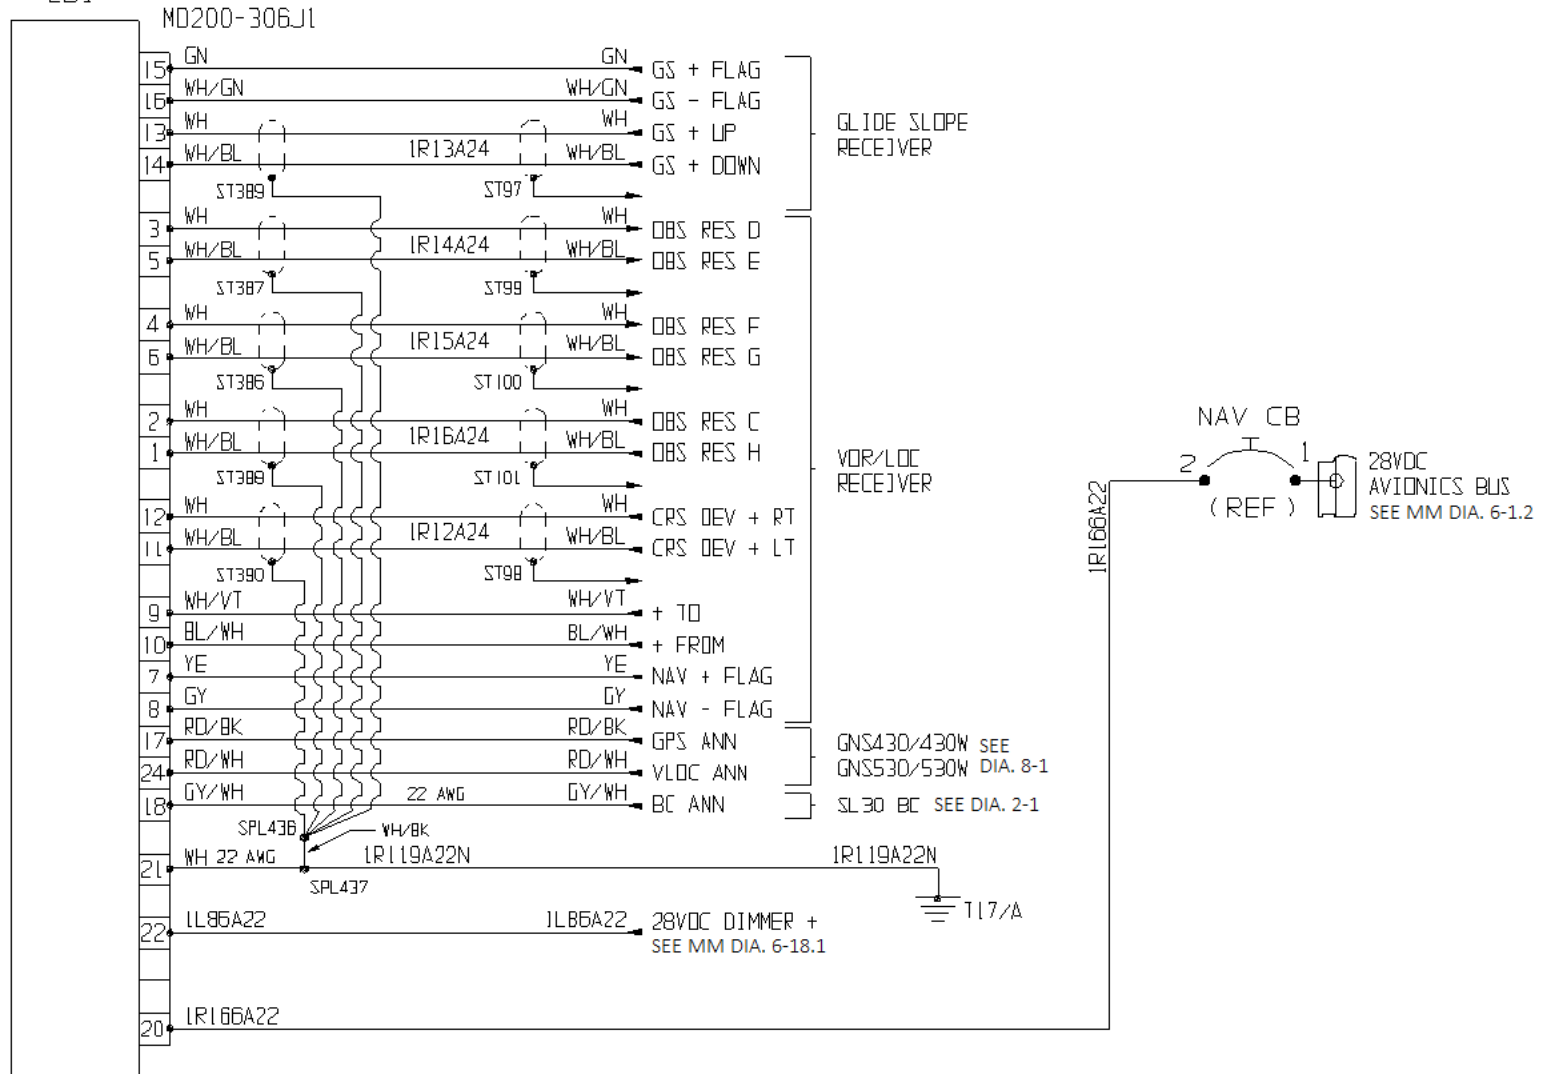 MD200-306J1
15 GN GN GS + FLAG
16 WH/GN WH/GN GS - FLAG
13 WH WH GS + UP
1R13A24
14 WH/BL WH/BL GS + DOWN
GLIDE SLOPE
RECEIVER
ST389 ST97
3 WH WH OBS RES D
1R14A24
5 WH/BL WH/BL OBS RES E
ST387 ST99
4 WH WH OBS RES F
1R15A24
6 WH/BL WH/BL OBS RES G
ST386 ST100
2 WH WH OBS RES C
1R16A24
1 WH/BL WH/BL OBS RES H
ST388 ST101
VOR/LOC
RECEIVER
12 WH WH CRS DEV + RT
1R12A24
11 WH/BL WH/BL CRS DEV + LT
ST390 ST98
9 WH/VT WH/VT + TO
10 BL/WH BL/WH + FROM
7 YE YE NAV + FLAG
8 GY GY NAV - FLAG
17 RD/BK RD/BK GPS ANN
24 RD/WH RD/WH VLOC ANN
GNS430/430W SEE
GNS530/530W DIA. 8-1
18 GY/WH 22 AWG GY/WH BC ANN
SL30 BC SEE DIA. 2-1
SPL436 WH/BK
21 WH 22 AWG 1R119A22N 1R119A22N
SPL437
T17/A
22 1L86A22 1L86A22 28VDC DIMMER +
SEE MM DIA. 6-18.1
20 1R166A22
1R166A22
NAV CB
2 1
(REF)
28VDC
AVIONICS BUS
SEE MM DIA. 6-1.2